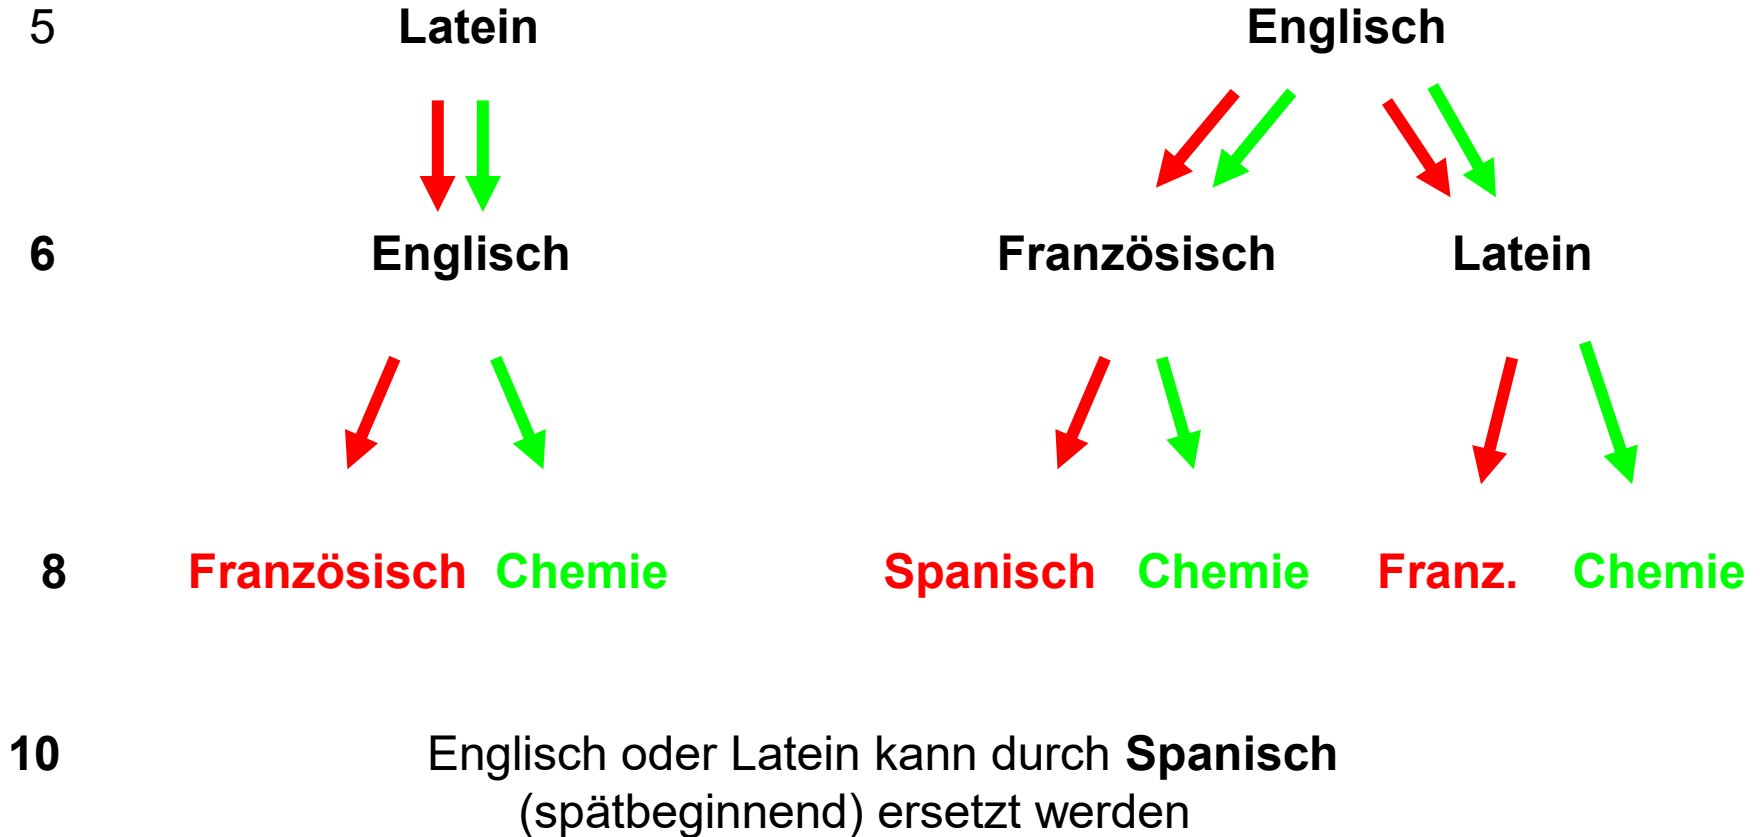 5 Latein Englisch
6 Englisch Französisch Latein
8 Französisch Chemie Spanisch Chemie Franz. Chemie
10 Englisch oder Latein kann durch Spanisch
(spätbeginnend) ersetzt werden